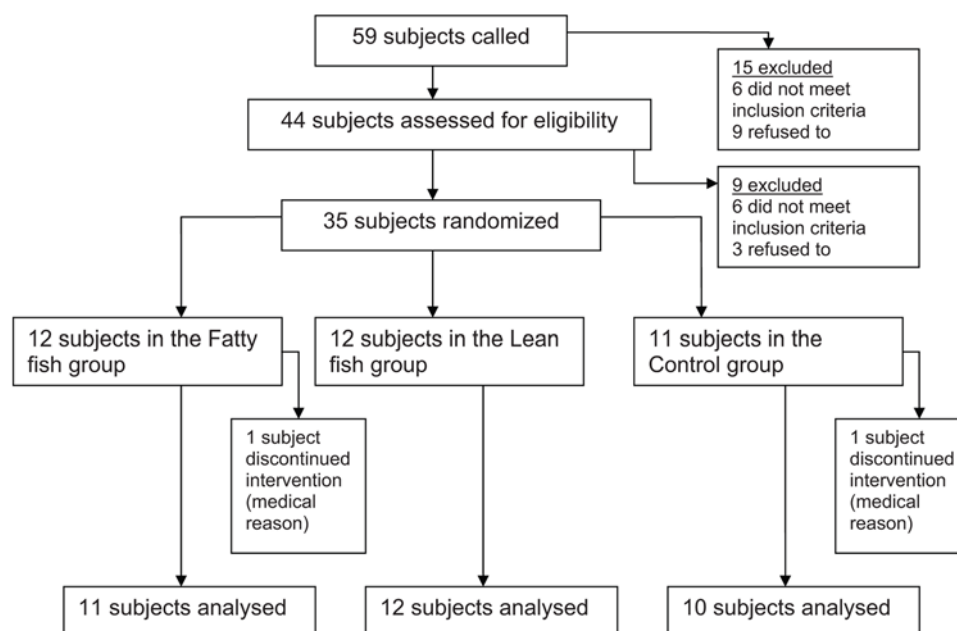 59 subjects called
15 excluded
6 did not meet
inclusion criteria
9 refused to
44 subjects assessed for eligibility
9 excluded
6 did not meet
inclusion criteria
3 refused to
35 subjects randomized
12 subjects in the Fatty
fish group
12 subjects in the Lean
fish group
11 subjects in the
Control group
1 subject
discontinued
intervention
(medical
reason)
1 subject
discontinued
intervention
(medical
reason)
11 subjects analysed
12 subjects analysed
10 subjects analysed